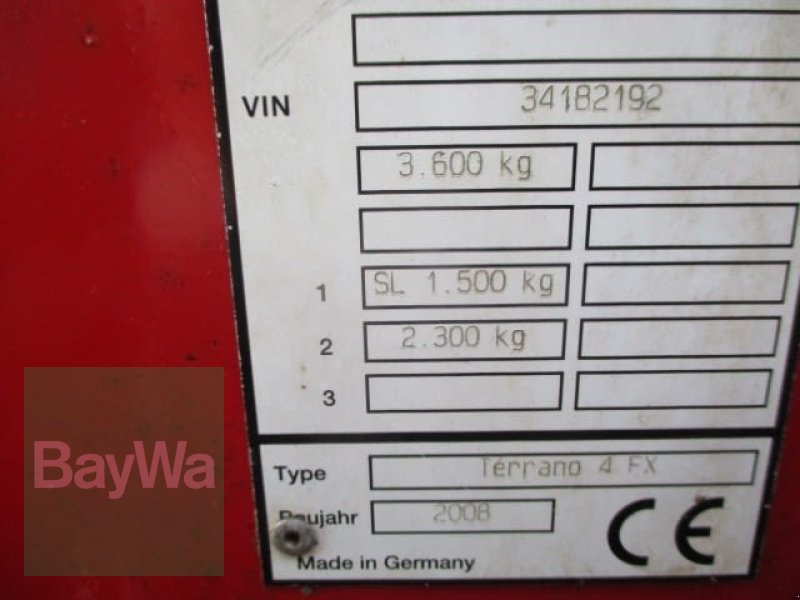 VIN 34182192
3.600 kg
1 SL 1.500 kg
2 2.300 kg
3
BayWa
Type Terrano 4 FX
Baujahr 2008
CE
Made in Germany